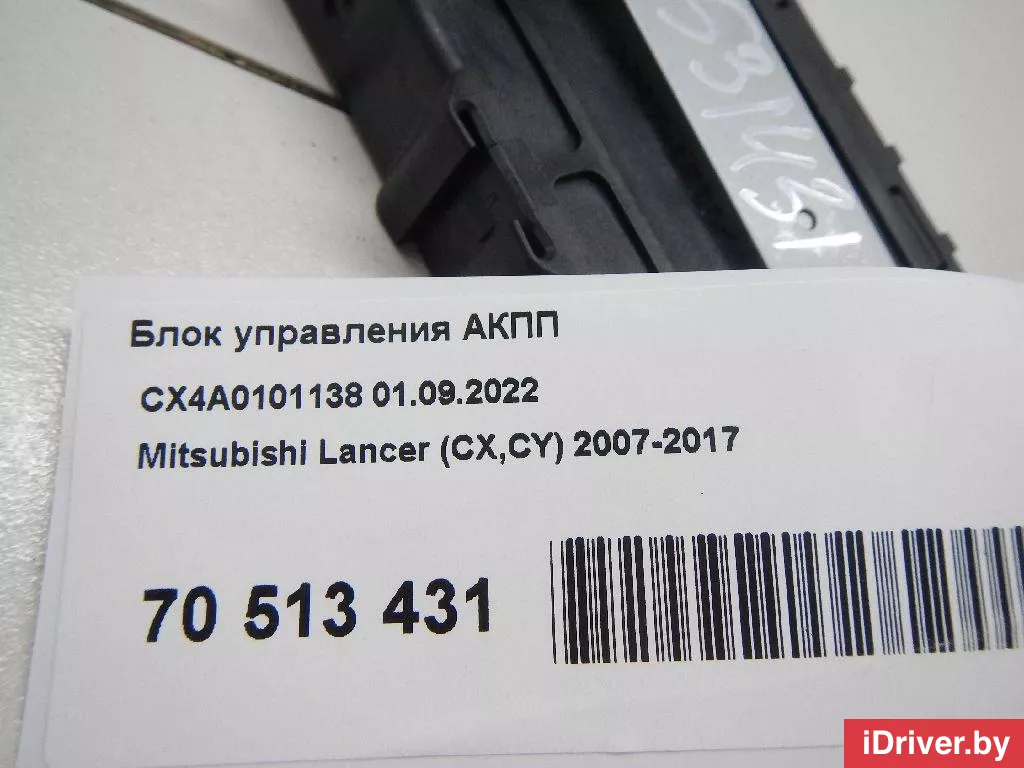 Блок управления АКПП
CX4A0101138 01.09.2022
Mitsubishi Lancer (CX,CY) 2007-2017
70 513 431
iDriver.by